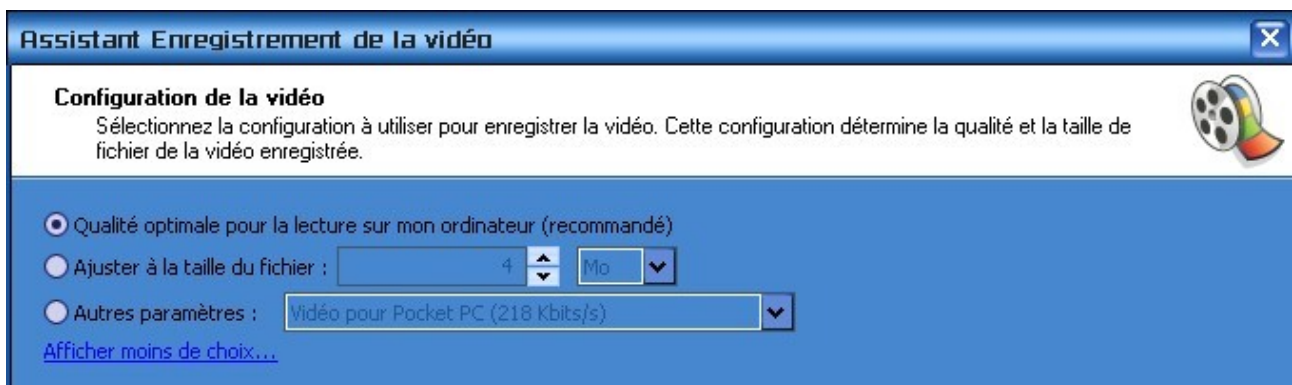 Assistant Enregistrement de la vidéo
Configuration de la vidéo
Sélectionnez la configuration à utiliser pour enregistrer la vidéo. Cette configuration détermine la qualité et la taille de
fichier de la vidéo enregistrée.
Qualité optimale pour la lecture sur mon ordinateur (recommandé)
Ajuster à la taille du fichier : 4 Mo
Autres paramètres : Vidéo pour Pocket PC (218 Kbits/s)
Afficher moins de choix...